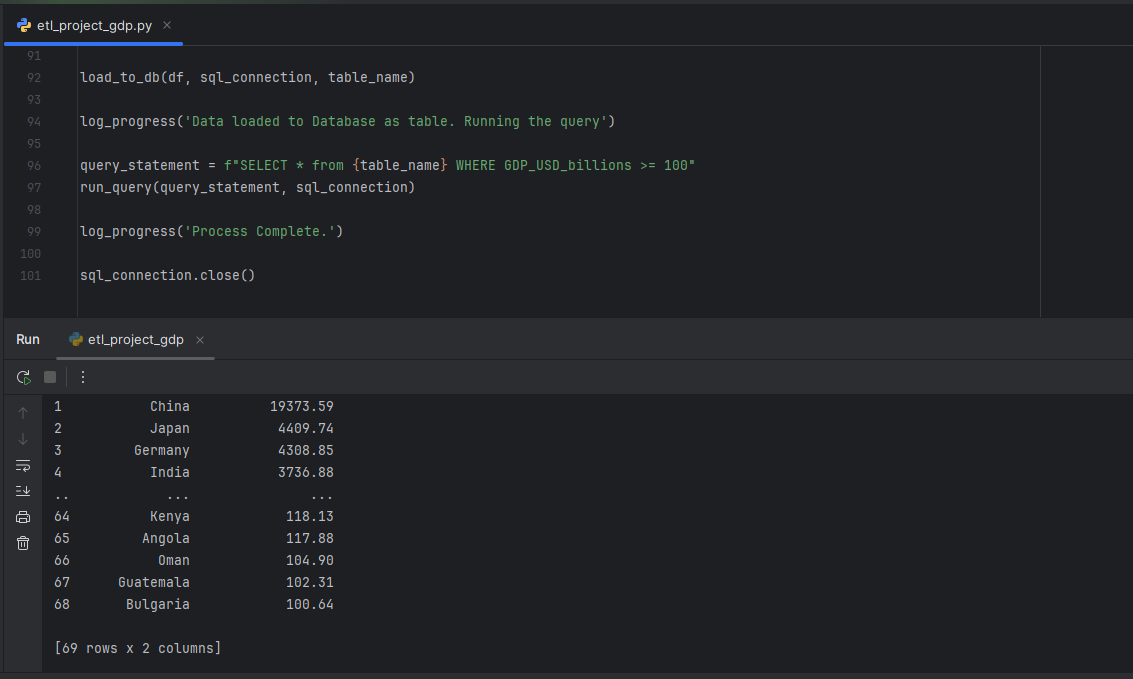 etl_project_gdp.py
91
92 load_to_db(df, sql_connection, table_name)
93
94 log_progress('Data loaded to Database as table. Running the query')
95
96 query_statement = f"SELECT * from {table_name} WHERE GDP_USD_billions >= 100"
97 run_query(query_statement, sql_connection)
98
99 log_progress('Process Complete.')
100
101 sql_connection.close()
Run etl_project_gdp
1 China 19373.59
2 Japan 4409.74
3 Germany 4308.85
4 India 3736.88
.. ... ...
64 Kenya 118.13
65 Angola 117.88
66 Oman 104.90
67 Guatemala 102.31
68 Bulgaria 100.64
[69 rows x 2 columns]